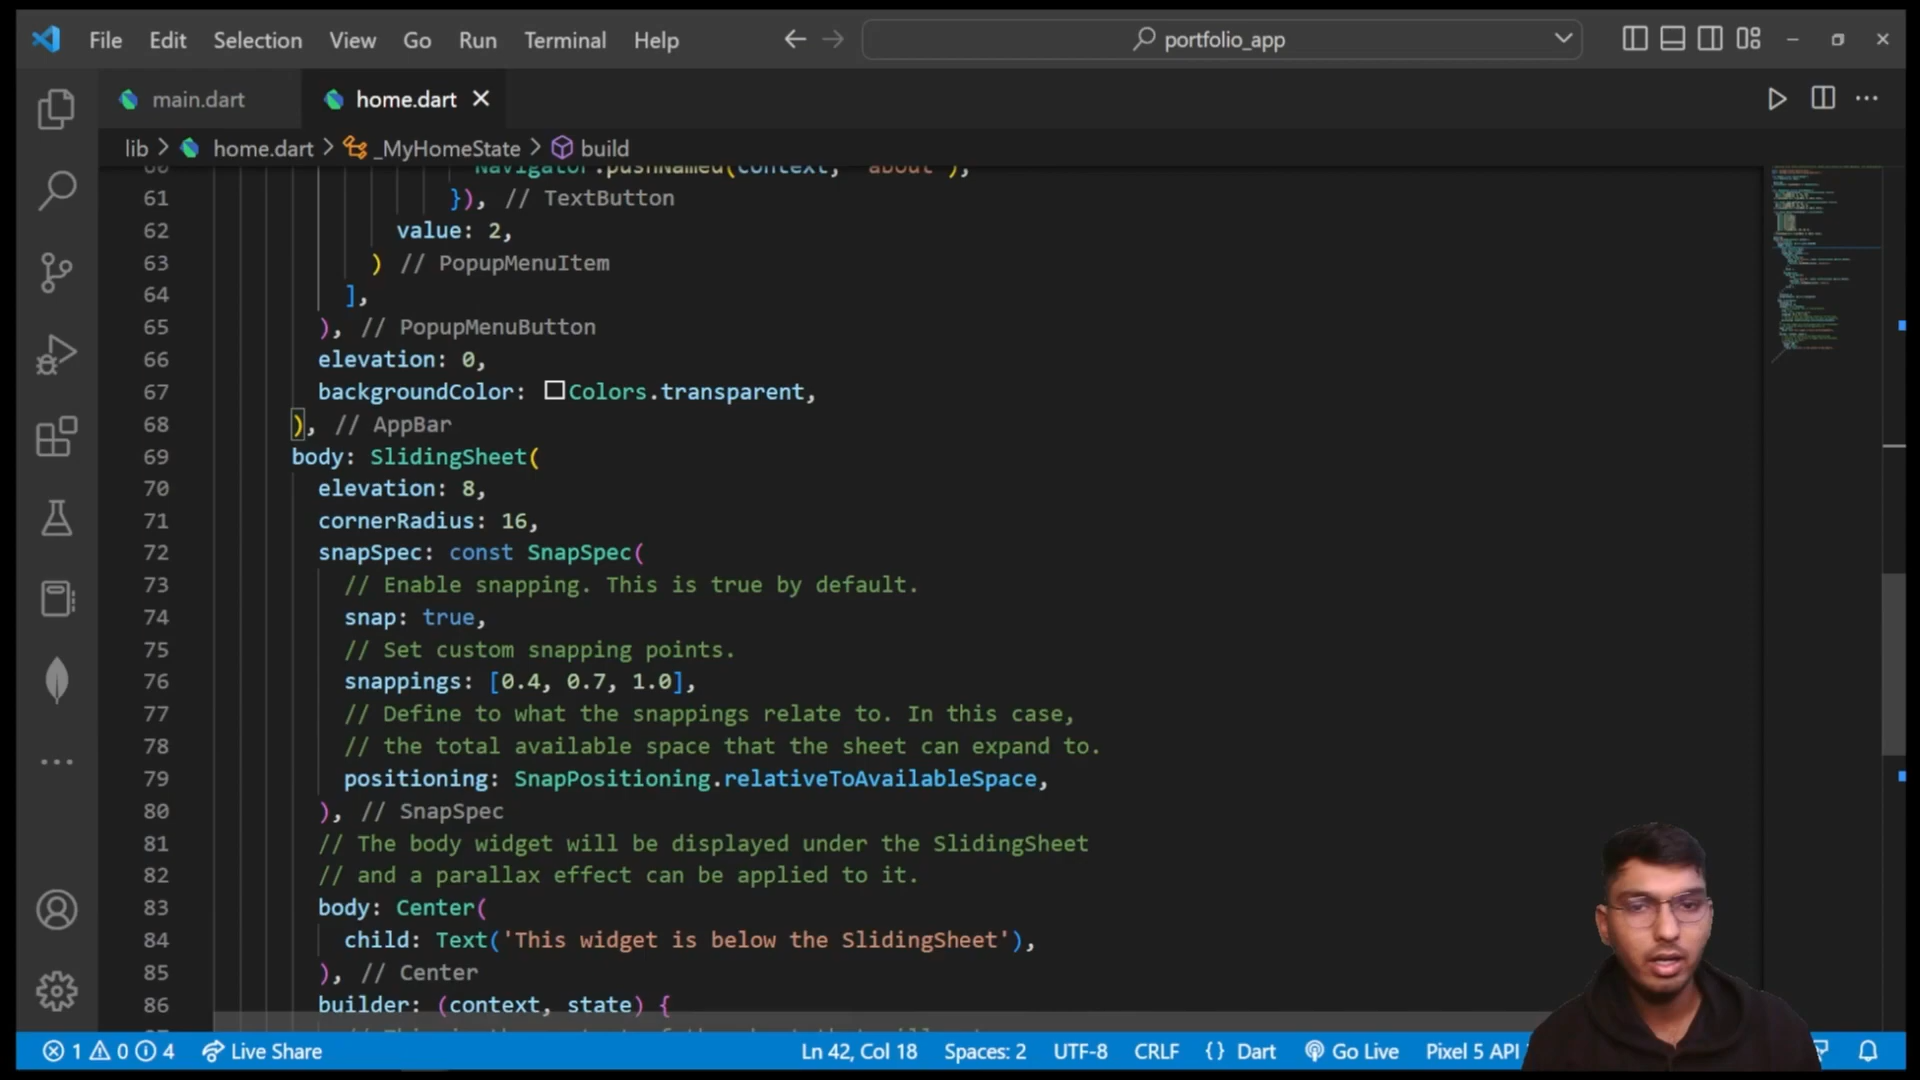 File Edit Selection View Go Run Terminal Help portfolio_app
main.dart home.dart
lib > home.dart > _MyHomeState > build
60 Navigator.pushNamed(context, 'about');
61 }), // TextButton
62 value: 2,
63 ) // PopupMenuItem
64 ],
65 ), // PopupMenuButton
66 elevation: 0,
67 backgroundColor: Colors.transparent,
68 ), // AppBar
69 body: SlidingSheet(
70 elevation: 8,
71 cornerRadius: 16,
72 snapSpec: const SnapSpec(
73 // Enable snapping. This is true by default.
74 snap: true,
75 // Set custom snapping points.
76 snappings: [0.4, 0.7, 1.0],
77 // Define to what the snappings relate to. In this case,
78 // the total available space that the sheet can expand to.
79 positioning: SnapPositioning.relativeToAvailableSpace,
80 ), // SnapSpec
81 // The body widget will be displayed under the SlidingSheet
82 // and a parallax effect can be applied to it.
83 body: Center(
84 child: Text('This widget is below the SlidingSheet'),
85 ), // Center
86 builder: (context, state) {
1 0 4 Live Share Ln 42, Col 18 Spaces: 2 UTF-8 CRLF {} Dart Go Live Pixel 5 API